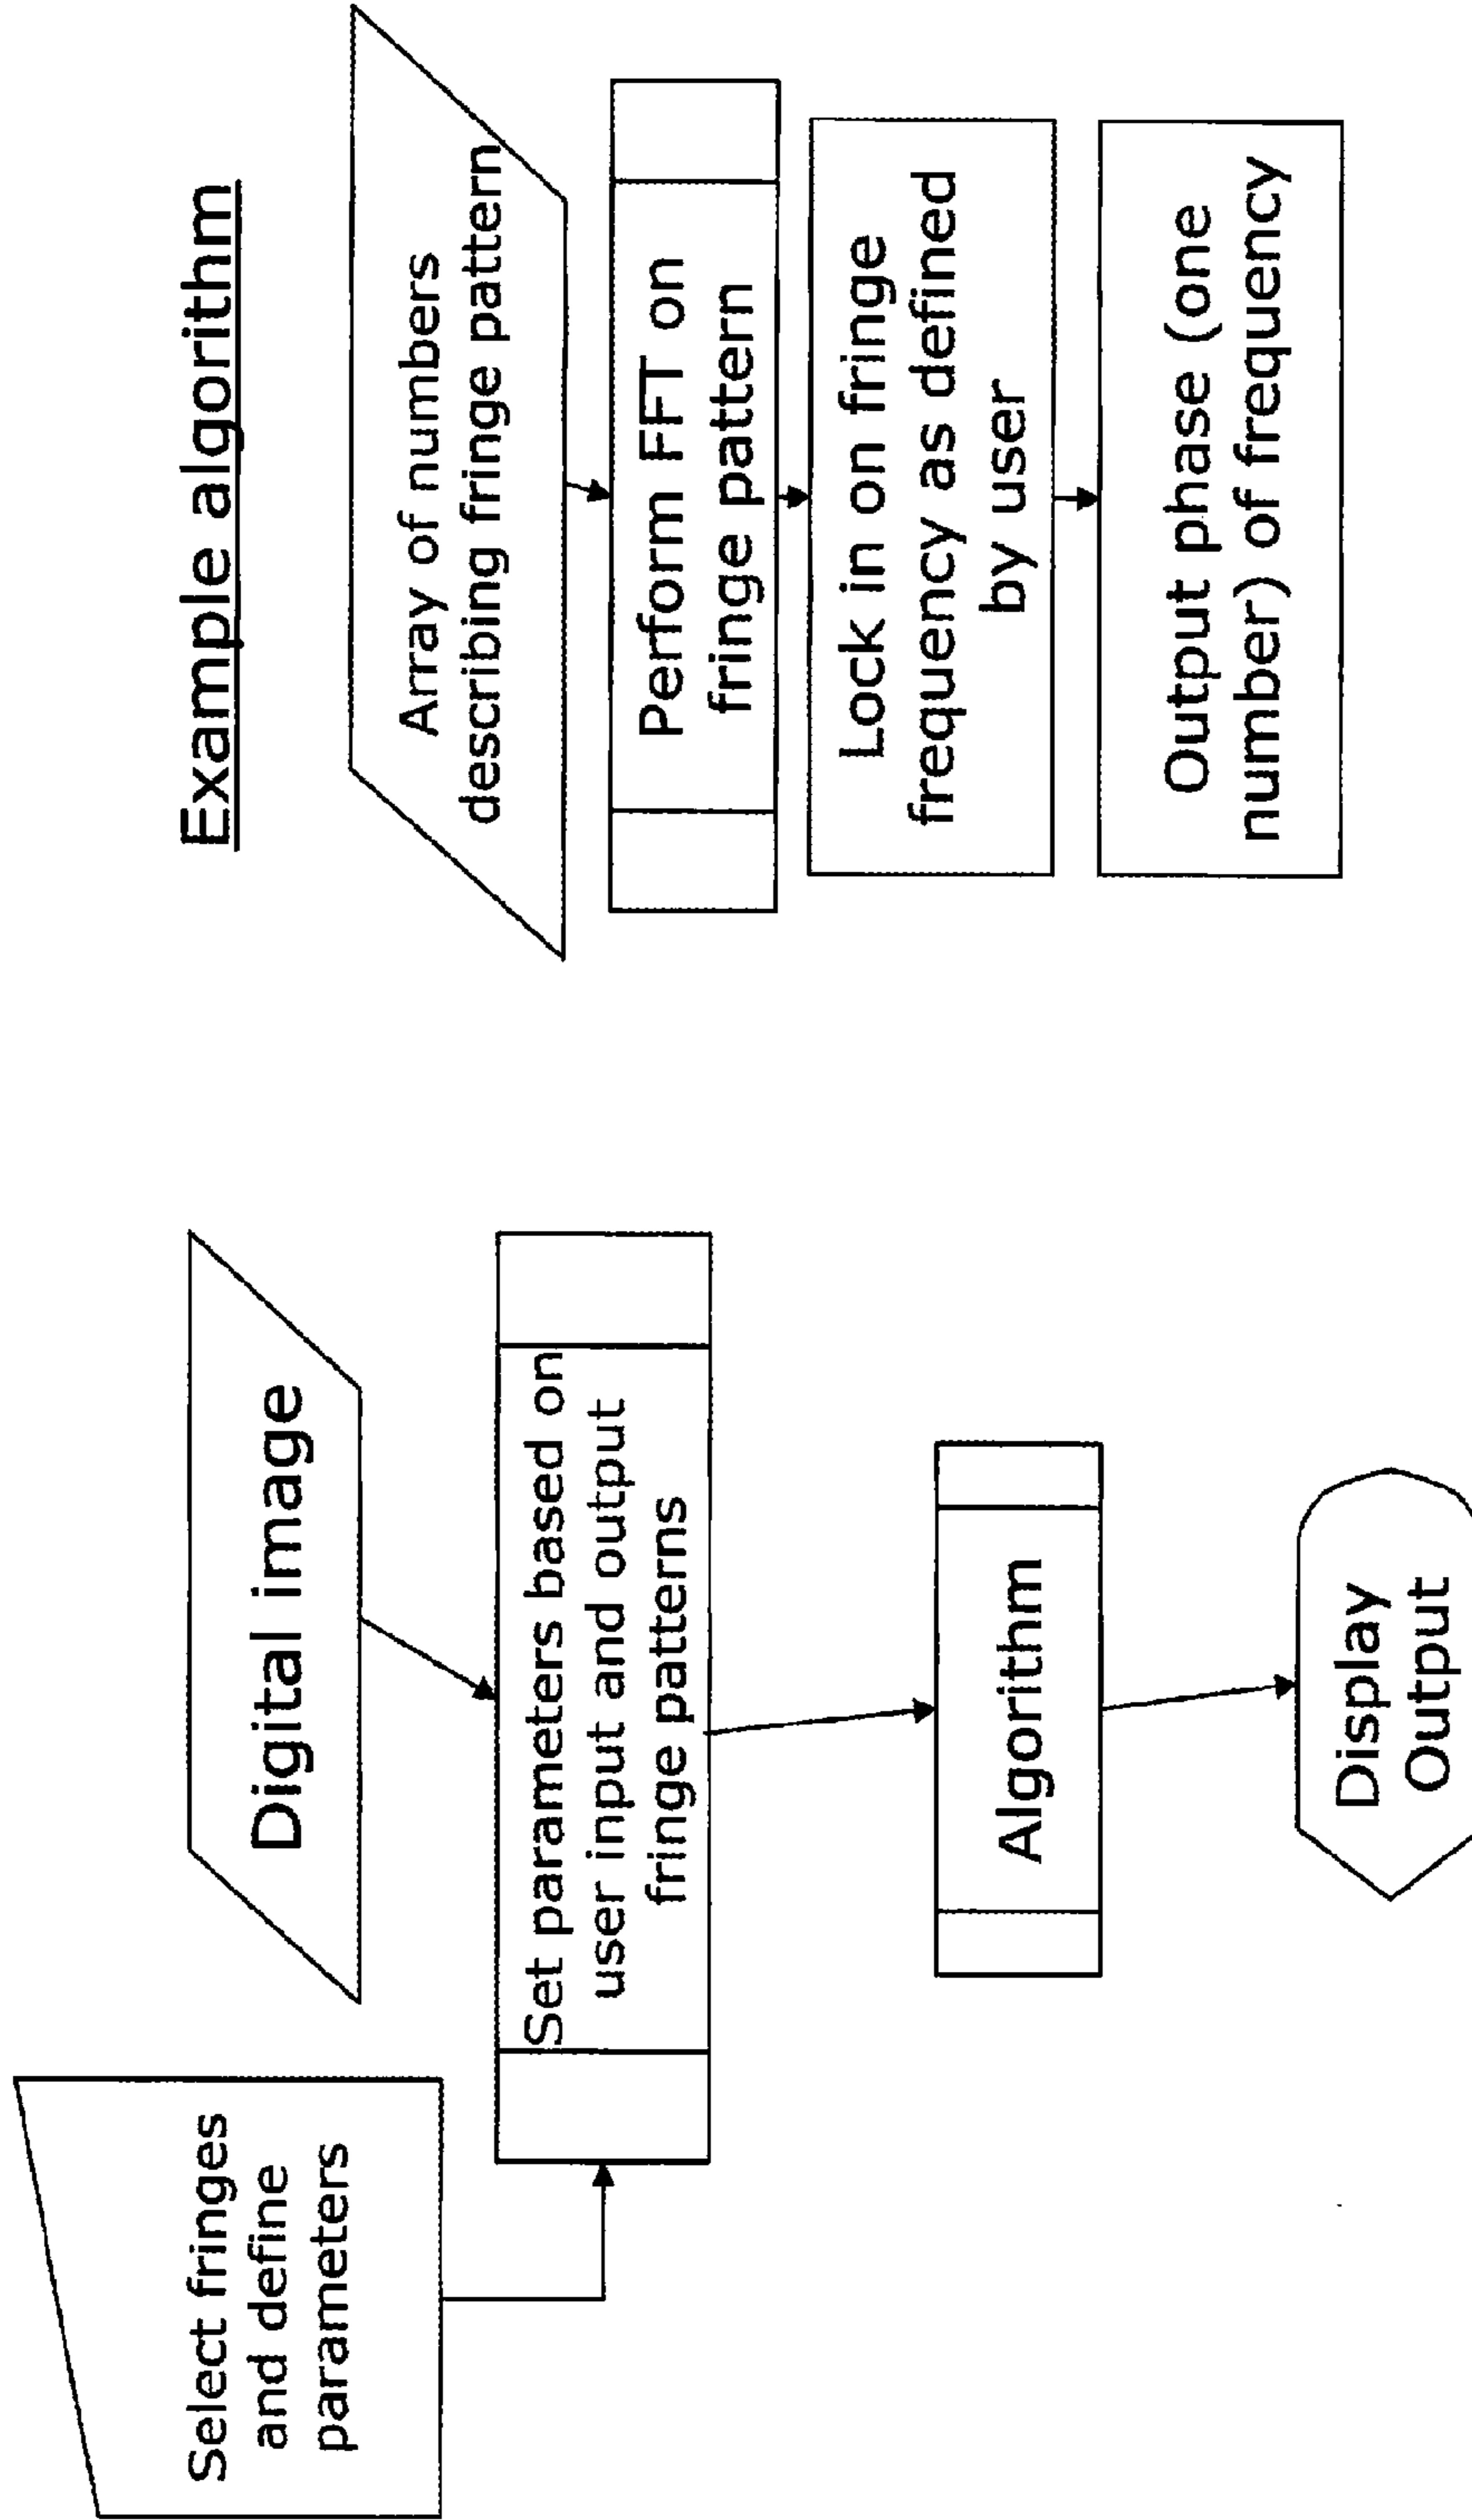 Select fringes
and define
parameters
Digital image
Set parameters based on
user input and output
fringe patterns
Algorithm
Display
Output
Example algorithm
Array of numbers
describing fringe pattern
Perform FFT on
fringe pattern
Lock in on fringe
frequency as defined
by user
Output phase (one
number) of frequency